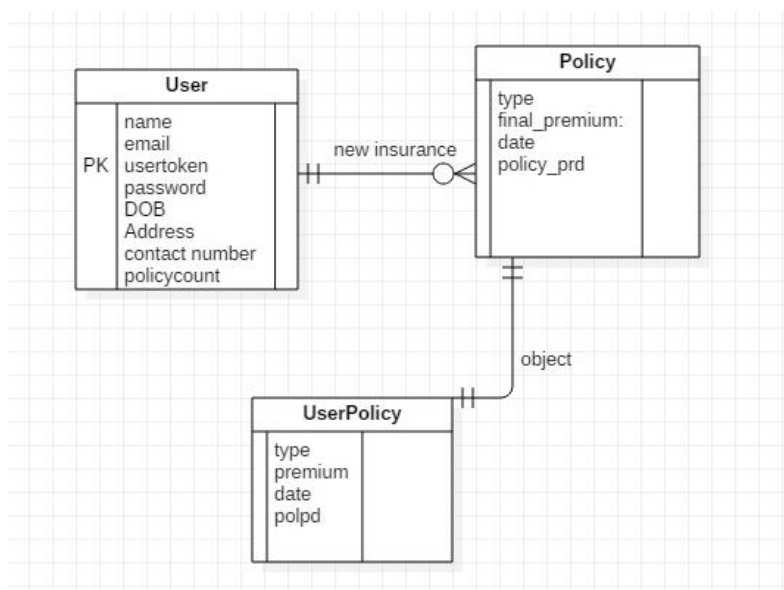 User
PK
name
email
usertoken
password
DOB
Address
contact number
policycount
new insurance
Policy
type
final_premium:
date
policy_prd
object
UserPolicy
type
premium
date
polpd